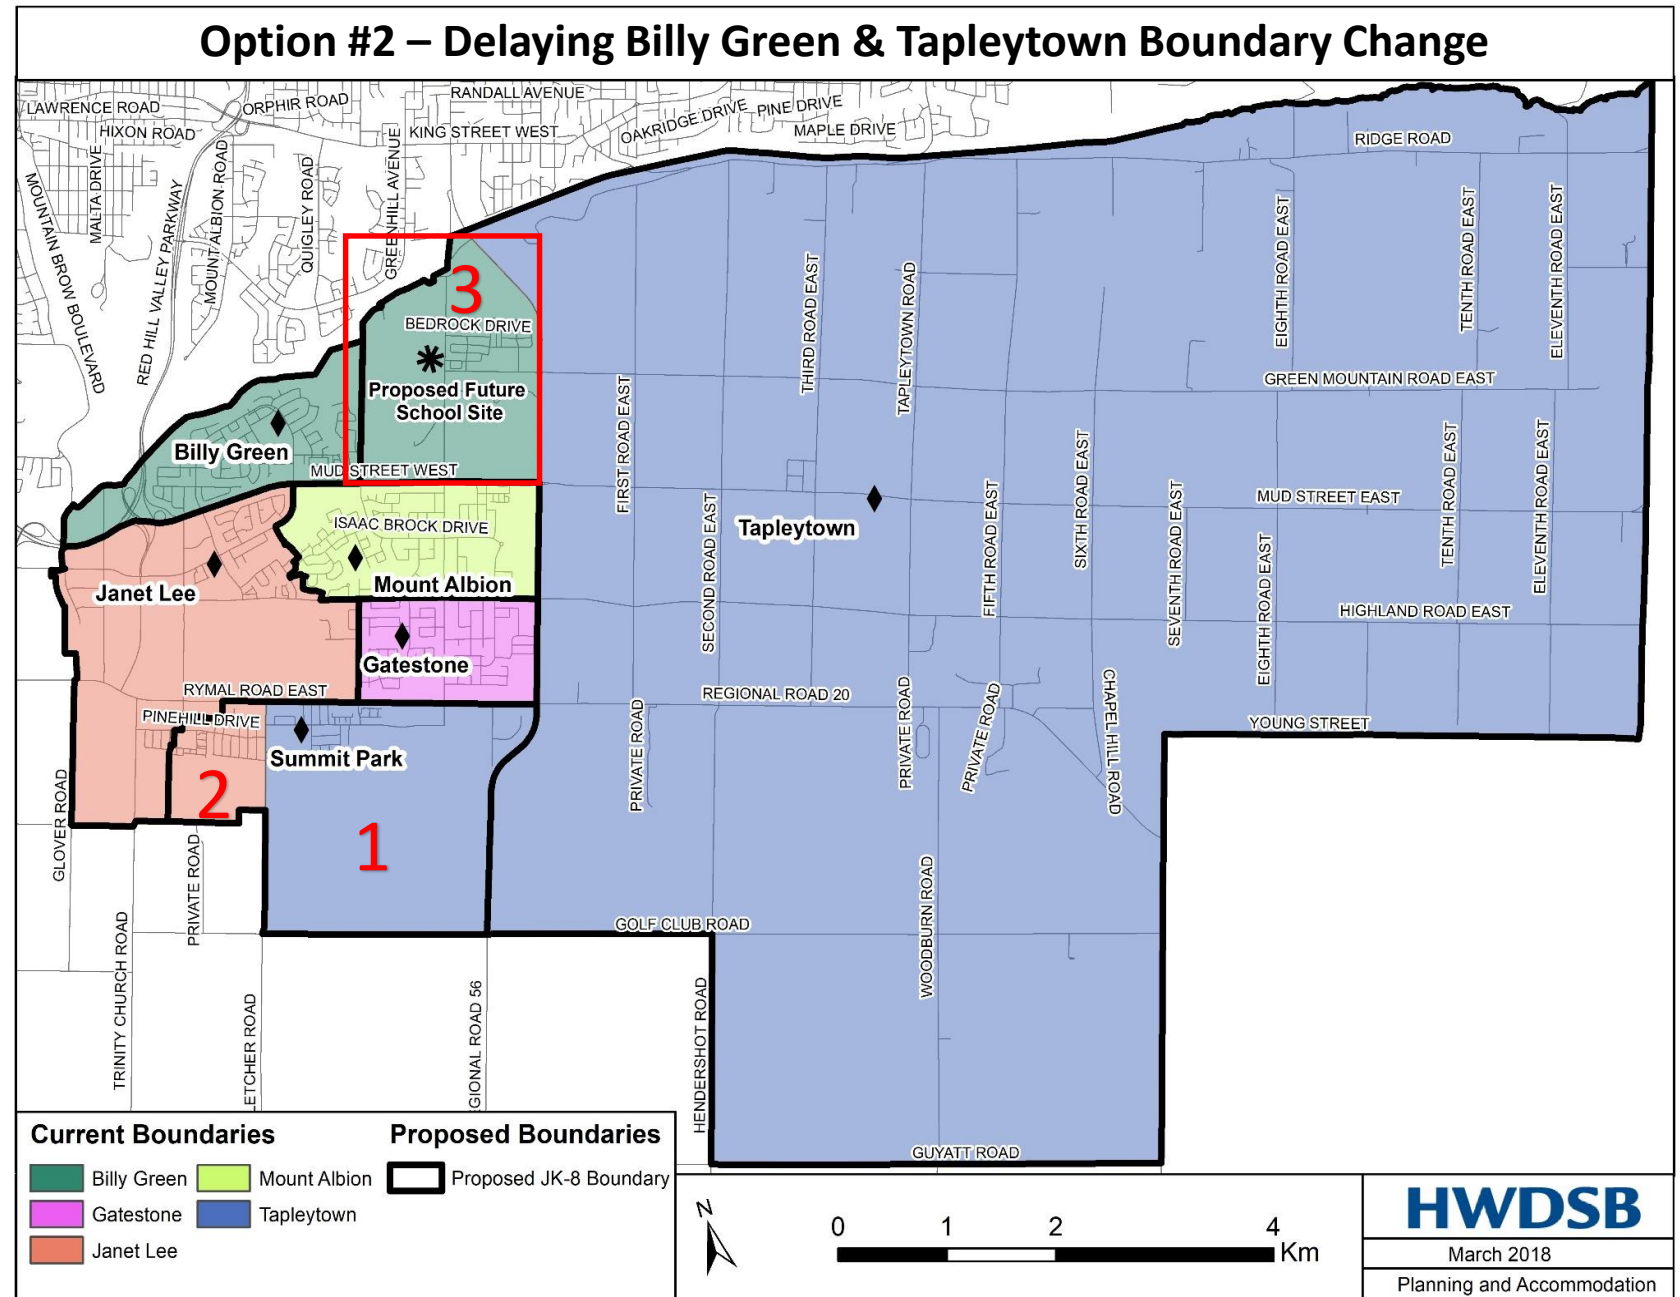 Option #2 – Delaying Billy Green & Tapleytown Boundary Change
LAWRENCE ROAD
ORPHIR ROAD
RANDALL AVENUE
HIXON ROAD
KING STREET WEST
OAKRIDGE DRIVE
PINE DRIVE
MAPLE DRIVE
RIDGE ROAD
MOUNTAIN BROW BOULEVARD
MALTA DRIVE
RED HILL VALLEY PARKWAY
MOUNT ALBION ROAD
QUIGLEY ROAD
GREENHILL AVENUE
3
BEDROCK DRIVE
Proposed Future
School Site
THIRD ROAD EAST
TAPLEYTOWN ROAD
EIGHTH ROAD EAST
TENTH ROAD EAST
ELEVENTH ROAD EAST
GREEN MOUNTAIN ROAD EAST
Billy Green
MUD STREET WEST
FIRST ROAD EAST
SECOND ROAD EAST
FIFTH ROAD EAST
SIXTH ROAD EAST
SEVENTH ROAD EAST
EIGHTH ROAD EAST
MUD STREET EAST
TENTH ROAD EAST
ELEVENTH ROAD EAST
ISAAC BROCK DRIVE
Tapleytown
Janet Lee
Mount Albion
HIGHLAND ROAD EAST
Gatestone
RYMAL ROAD EAST
REGIONAL ROAD 20
PINEHILL DRIVE
YOUNG STREET
Summit Park
PRIVATE ROAD
PRIVATE ROAD
PRIVATE ROAD
CHAPEL HILL ROAD
2
1
GLOVER ROAD
PRIVATE ROAD
TRINITY CHURCH ROAD
LETCHER ROAD
EGIONAL ROAD 56
GOLF CLUB ROAD
WOODBURN ROAD
HENDERSHOT ROAD
GUYATT ROAD
Current Boundaries
Proposed Boundaries
Billy Green
Mount Albion
Proposed JK-8 Boundary
Gatestone
Tapleytown
Janet Lee
N
0 1 2 4
Km
HWDSB
March 2018
Planning and Accommodation